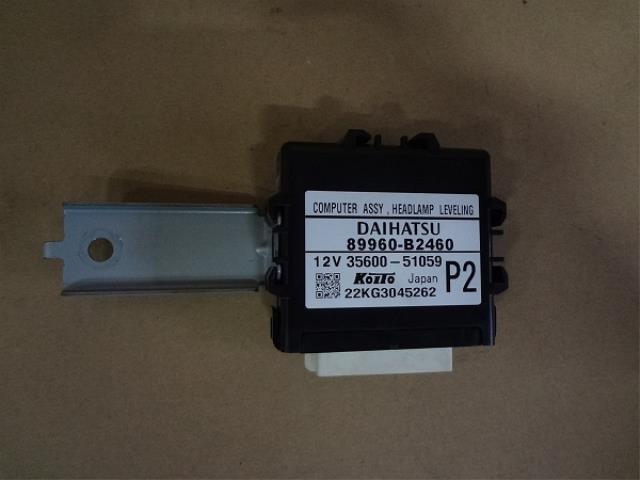 COMPUTER ASSY , HEADLAMP LEVELING
DAIHATSU
89960-B2460
12V 35600-51059
KOITO Japan P2
22KG3045262